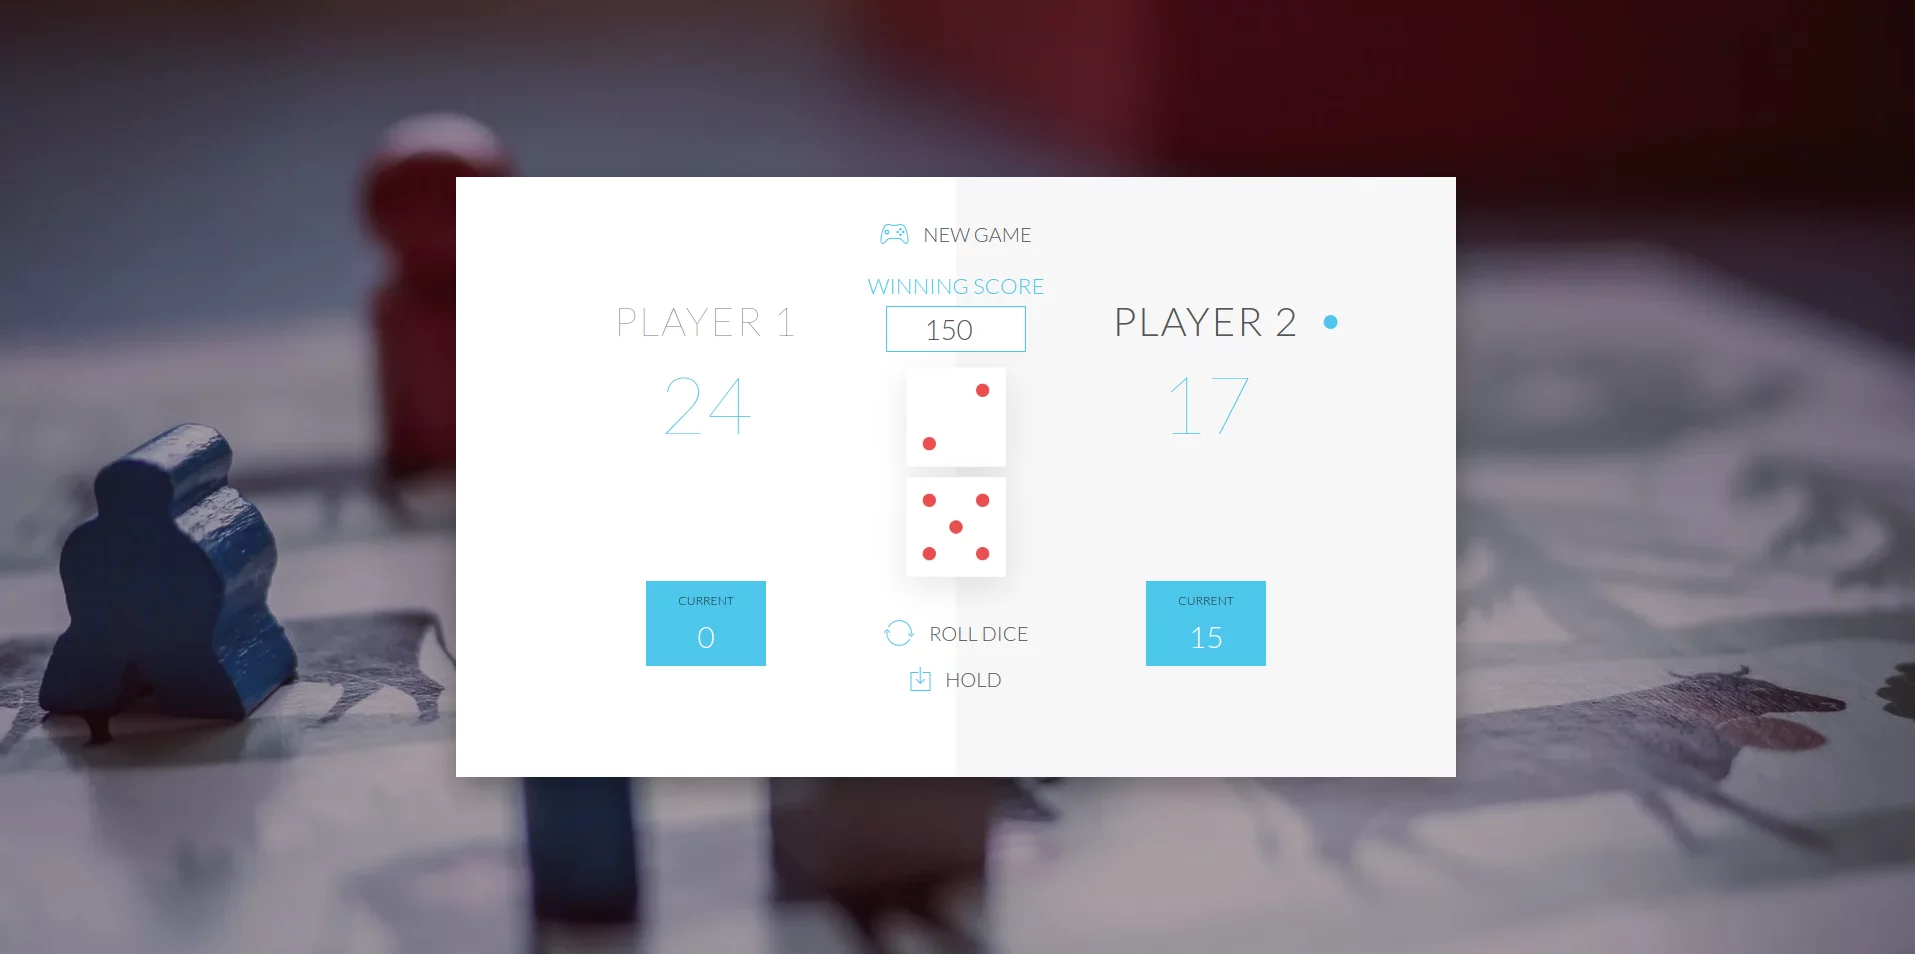 NEW GAME
WINNING SCORE
150
PLAYER 1
24
CURRENT
0
PLAYER 2
17
CURRENT
15
ROLL DICE
HOLD